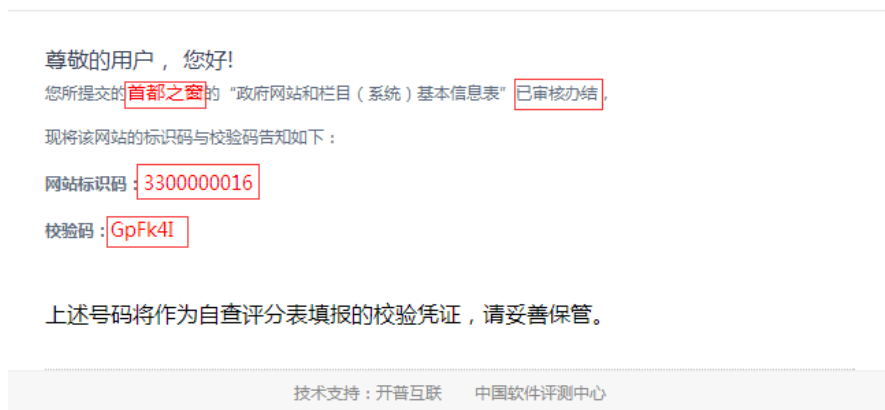 尊敬的用户，您好!
您所提交的首都之窗的“政府网站和栏目（系统）基本信息表”已审核办结，
现将该网站的标识码与校验码告知如下：
网站标识码：3300000016
校验码：GpFk4I
上述号码将作为自查评分表填报的校验凭证，请妥善保管。
技术支持：开普互联 中国软件评测中心